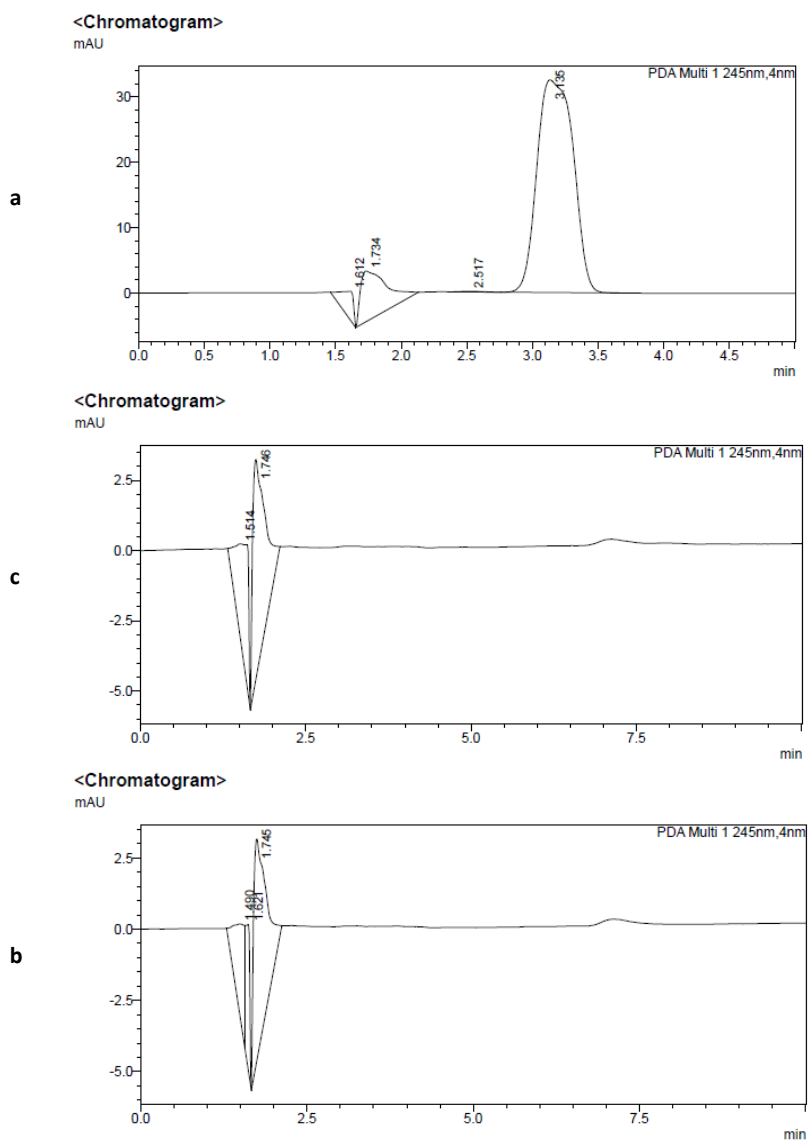 <Chromatogram>
mAU
PDA Multi 1 245nm,4nm
30
20
10
0
a
1.612
1.734
2.517
3.135
0.0 0.5 1.0 1.5 2.0 2.5 3.0 3.5 4.0 4.5
min
<Chromatogram>
mAU
PDA Multi 1 245nm,4nm
2.5
0.0
-2.5
-5.0
c
1.514
1.746
0.0 2.5 5.0 7.5
min
<Chromatogram>
mAU
PDA Multi 1 245nm,4nm
2.5
0.0
-2.5
-5.0
b
1.490
1.621
1.745
0.0 2.5 5.0 7.5
min